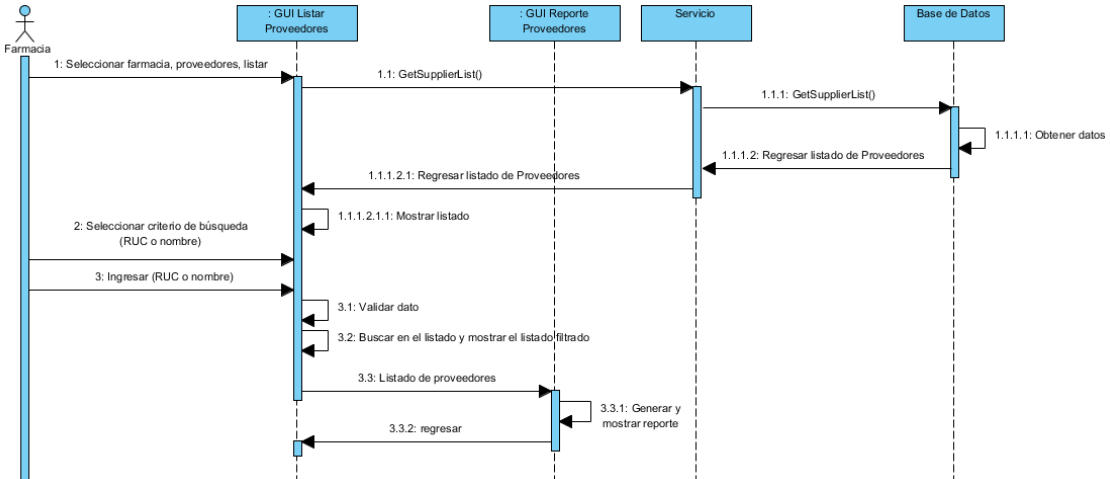 : GUI Listar
Proveedores
: GUI Reporte
Proveedores
Servicio
Base de Datos
Farmacia
1: Seleccionar farmacia, proveedores, listar
1.1: GetSupplierList()
1.1.1: GetSupplierList()
1.1.1.1: Obtener datos
1.1.1.2: Regresar listado de Proveedores
1.1.1.2.1: Regresar listado de Proveedores
1.1.1.2.1.1: Mostrar listado
2: Seleccionar criterio de búsqueda
(RUC o nombre)
3: Ingresar (RUC o nombre)
3.1: Validar dato
3.2: Buscar en el listado y mostrar el listado filtrado
3.3: Listado de proveedores
3.3.1: Generar y
mostrar reporte
3.3.2: regresar